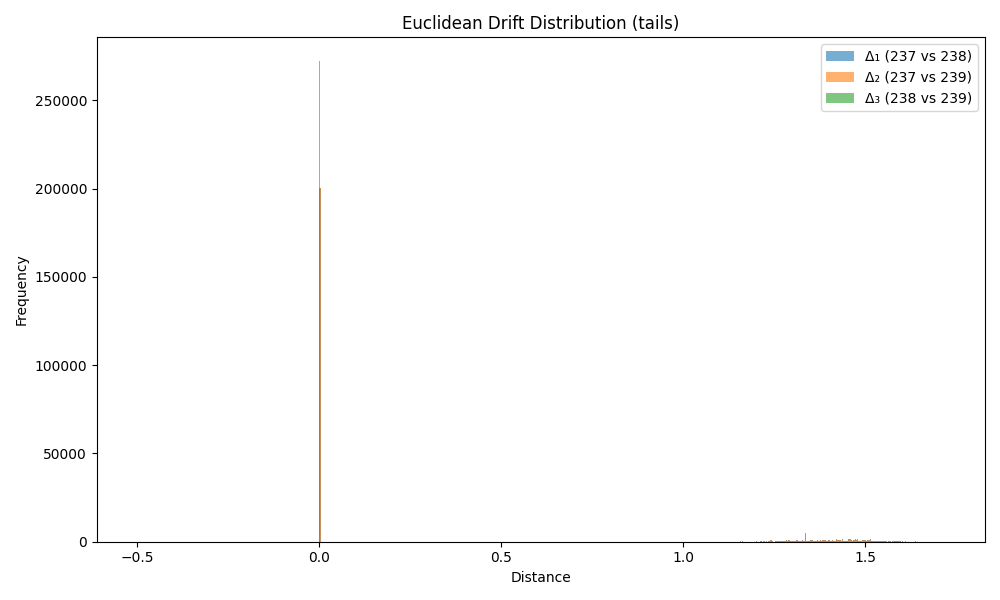 Euclidean Drift Distribution (tails)
Δ₁ (237 vs 238)
Δ₂ (237 vs 239)
Δ₃ (238 vs 239)
250000
200000
150000
100000
50000
0
Frequency
−0.5
0.0
0.5
1.0
1.5
Distance